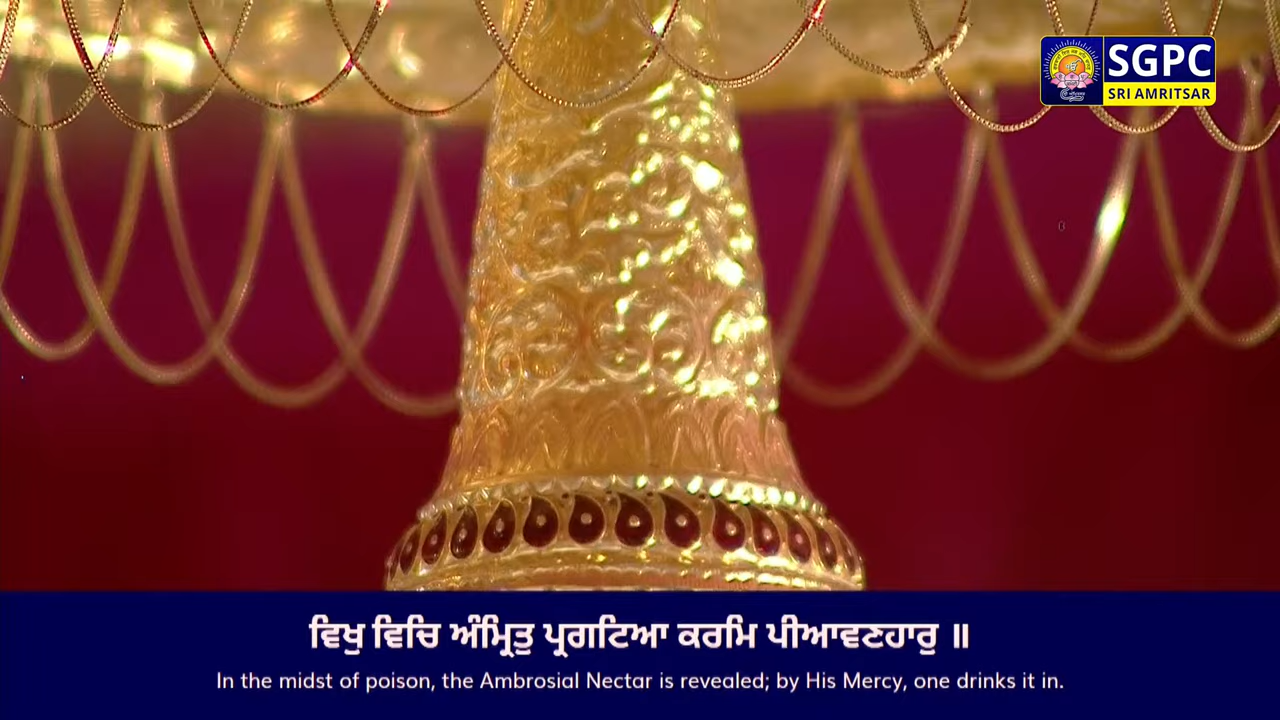 SGPC
SRI AMRITSAR
ਵਿਖੁ ਵਿਚਿ ਅੰਮ੍ਰਿਤੁ ਪ੍ਰਗਟਿਆ ਕਰਮਿ ਪੀਆਵਣਹਾਰੁ ॥
In the midst of poison, the Ambrosial Nectar is revealed; by His Mercy, one drinks it in.